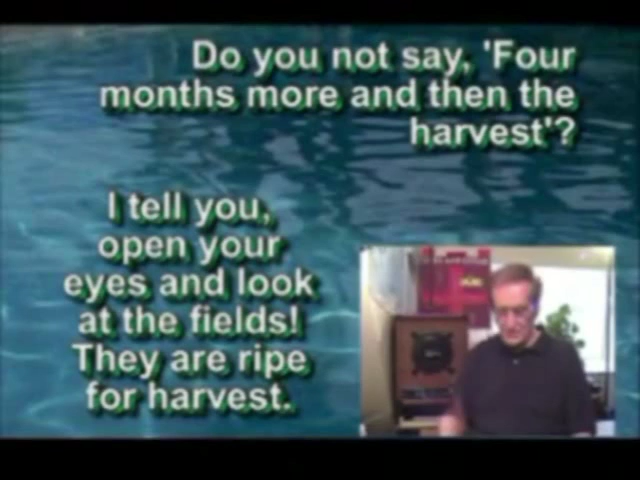 Do you not say, 'Four
months more and then the
harvest'?
I tell you,
open your
eyes and look
at the fields!
They are ripe
for harvest.